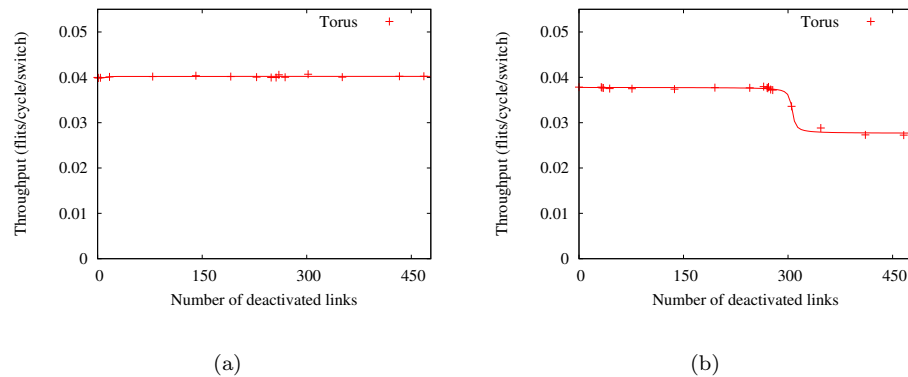 0.05
0.04
0.03
0.02
0.01
0
Throughput (flits/cycle/switch)
Torus
0 150 300 450
Number of deactivated links
(a)
0.05
0.04
0.03
0.02
0.01
0
Throughput (flits/cycle/switch)
Torus
0 150 300 450
Number of deactivated links
(b)